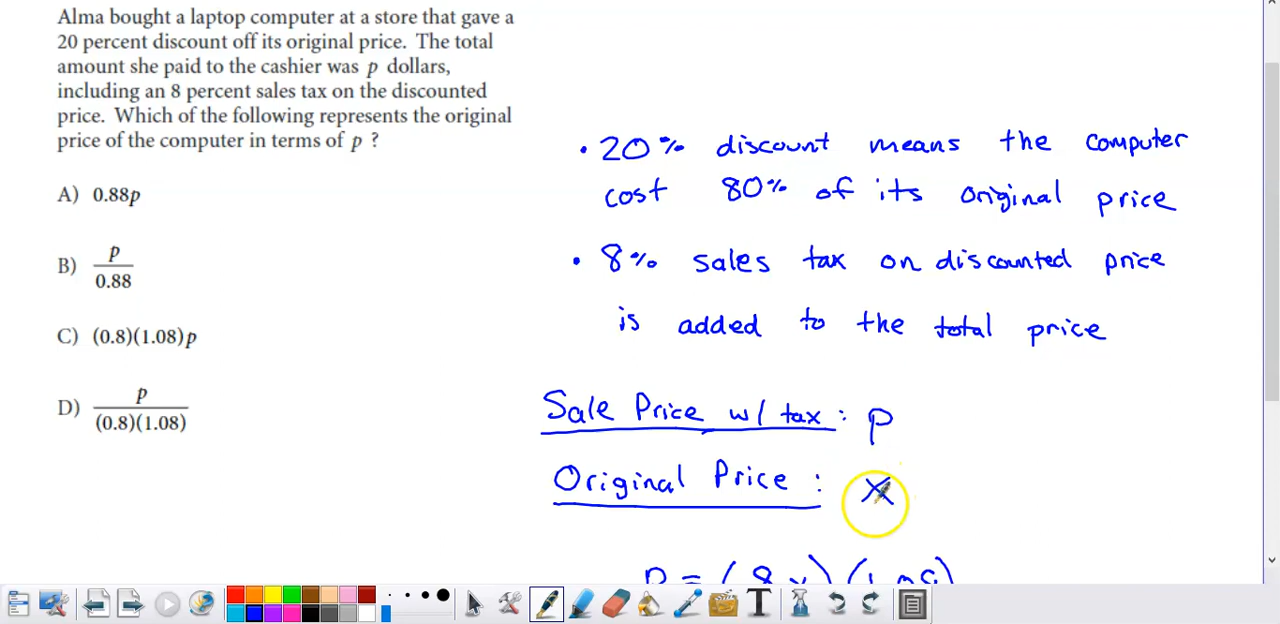 Alma bought a laptop computer at a store that gave a
20 percent discount off its original price. The total
amount she paid to the cashier was p dollars,
including an 8 percent sales tax on the discounted
price. Which of the following represents the original
price of the computer in terms of p ?
A) 0.88p
B) p/0.88
C) (0.8)(1.08)p
D) p/(0.8)(1.08)
• 20% discount means the computer
cost 80% of its original price
• 8% sales tax on discounted price
is added to the total price
Sale Price w/ tax : p
Original Price : x
p = (.8x)(1.08)
T